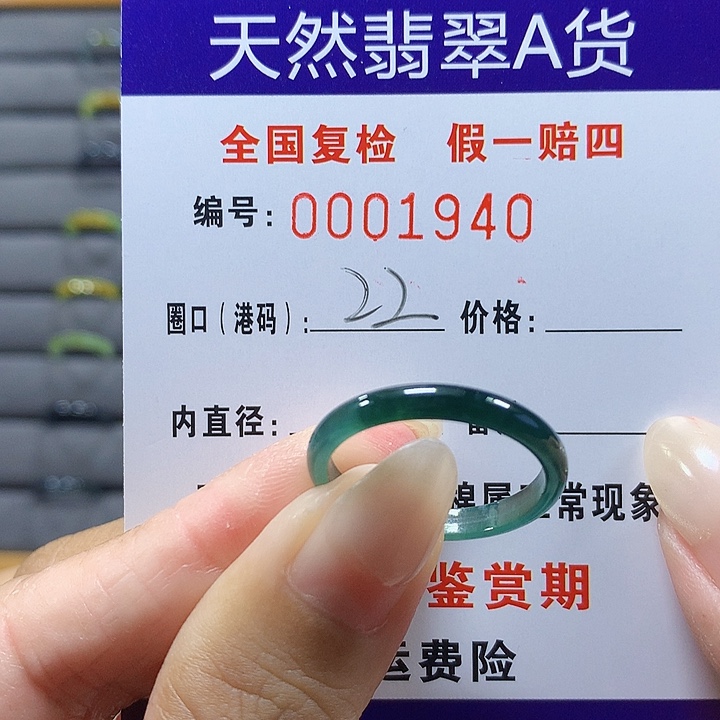 天然翡翠A货
全国复检 假一赔四
编号: 0001940
圈口(港码): 22 价格:
内直径:
常现象
鉴赏期
运费险